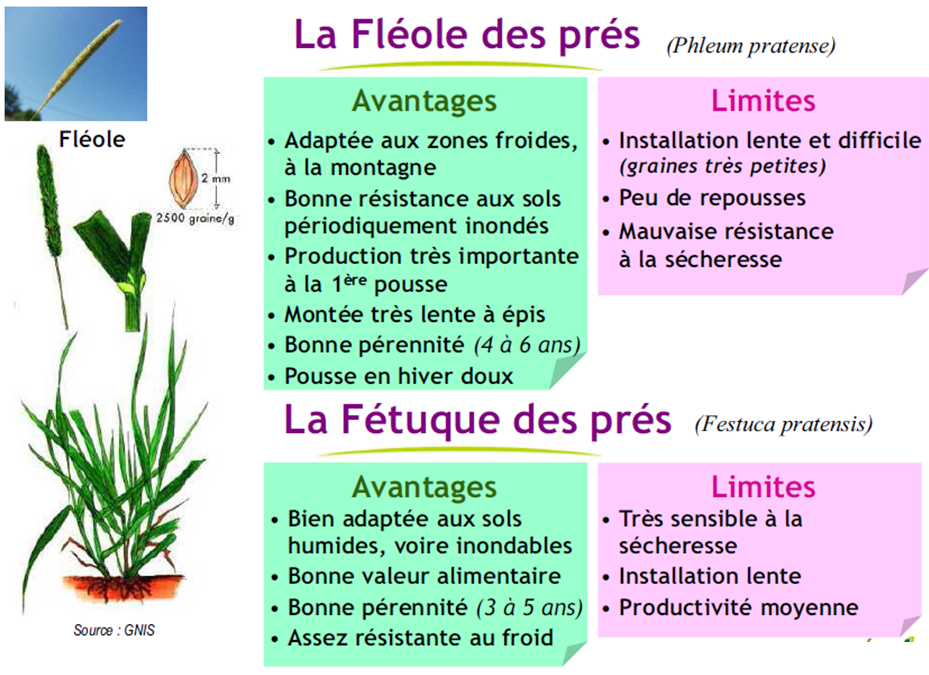 La Fléole des prés (Phleum pratense)
Fléole
2 mm
2500 graine/g
Avantages
• Adaptée aux zones froides,
à la montagne
• Bonne résistance aux sols
périodiquement inondés
• Production très importante
à la 1ère pousse
• Montée très lente à épis
• Bonne pérennité (4 à 6 ans)
• Pousse en hiver doux
Limites
• Installation lente et difficile
(graines très petites)
• Peu de repousses
• Mauvaise résistance
à la sécheresse
La Fétuque des prés (Festuca pratensis)
Avantages
• Bien adaptée aux sols
humides, voire inondables
• Bonne valeur alimentaire
• Bonne pérennité (3 à 5 ans)
• Assez résistante au froid
Limites
• Très sensible à la
sécheresse
• Installation lente
• Productivité moyenne
Source : GNIS